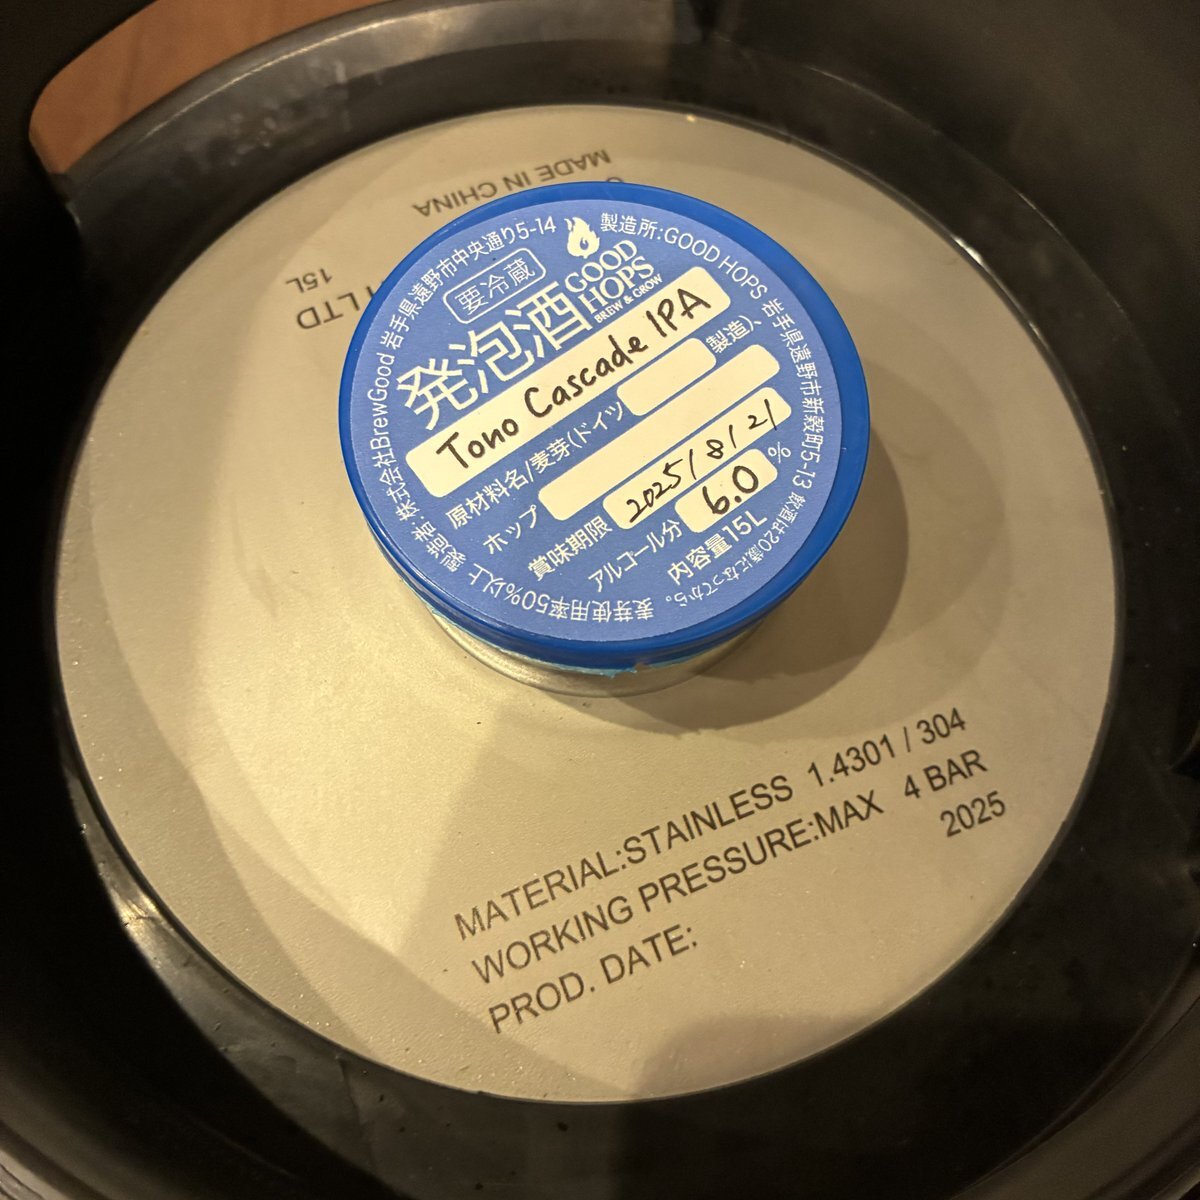 MADE IN CHINA
15L
LTD
製造者:株式会社BrewGood 岩手県遠野市中央通り5-14
製造所:GOOD HOPS 岩手県遠野市新穀町5-13
飲酒は20歳になってから。
麦芽使用率50%以上
要冷蔵
GOOD
HOPS
BREW & GROW
発泡酒
Tono Cascade IPA
原材料名/麦芽(ドイツ 製造)、
ホップ
賞味期限 2025/8/21
アルコール分 6.0 %
内容量15L
MATERIAL:STAINLESS 1.4301 / 304
WORKING PRESSURE:MAX 4 BAR
PROD. DATE: 2025